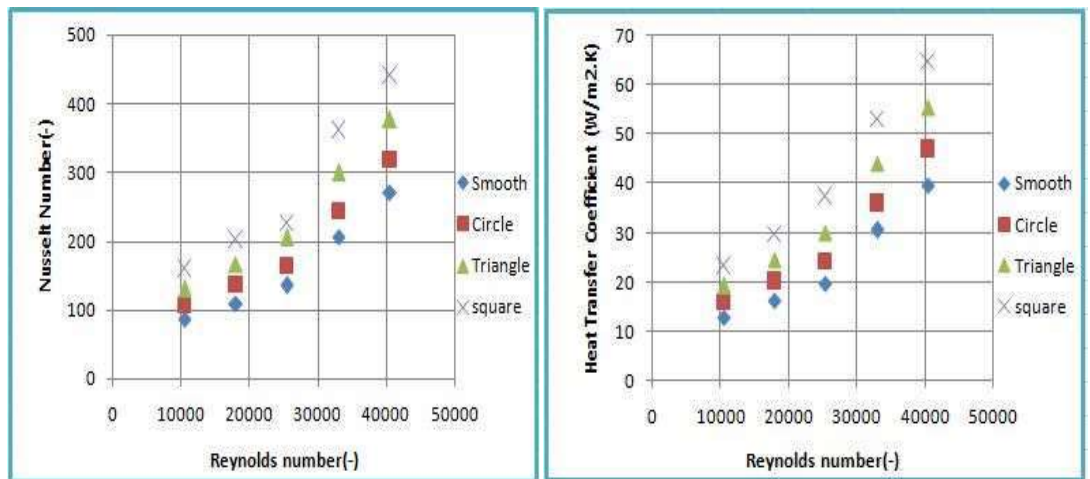 Nusselt Number(-)
500
400
300
200
100
0
0 10000 20000 30000 40000 50000
Reynolds number(-)
Smooth
Circle
Triangle
square
Heat Transfer Coefficient (W/m2.K)
70
60
50
40
30
20
10
0
0 10000 20000 30000 40000 50000
Reynolds number(-)
Smooth
Circle
Triangle
square